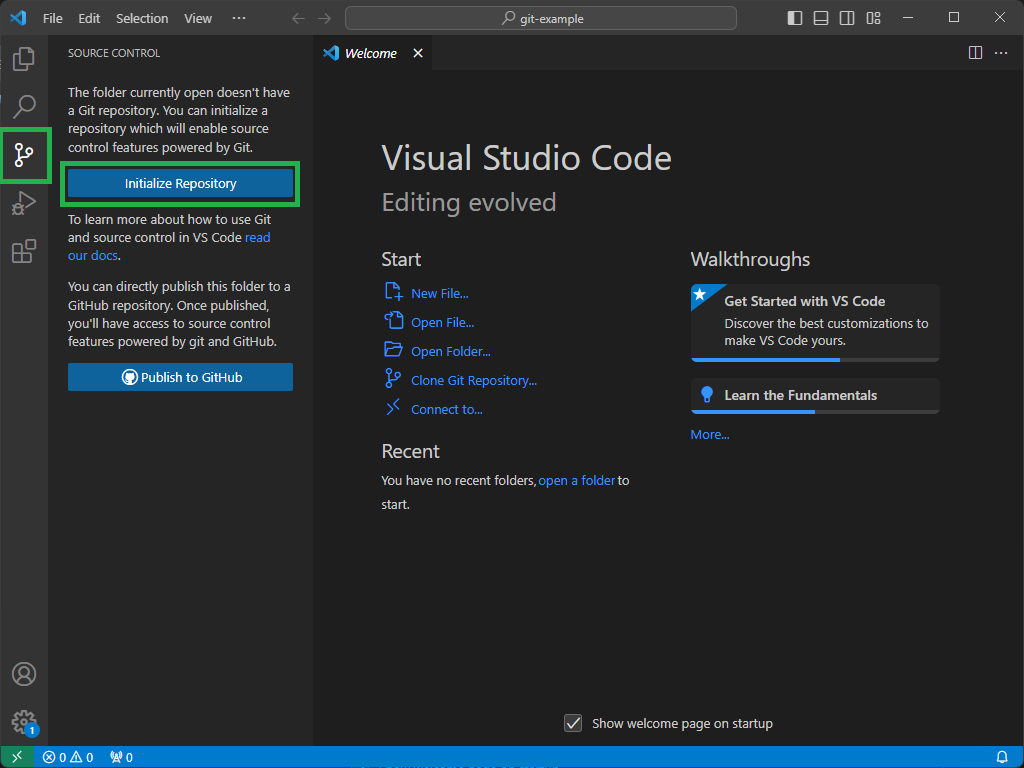 File Edit Selection View ···
git-example
SOURCE CONTROL
The folder currently open doesn't have
a Git repository. You can initialize a
repository which will enable source
control features powered by Git.
Initialize Repository
To learn more about how to use Git
and source control in VS Code read
our docs.
You can directly publish this folder to a
GitHub repository. Once published,
you'll have access to source control
features powered by git and GitHub.
Publish to GitHub
Welcome
Visual Studio Code
Editing evolved
Start
New File...
Open File...
Open Folder...
Clone Git Repository...
Connect to...
Recent
You have no recent folders, open a folder to
start.
Walkthroughs
Get Started with VS Code
Discover the best customizations to
make VS Code yours.
Learn the Fundamentals
More...
Show welcome page on startup
1
0 0 0